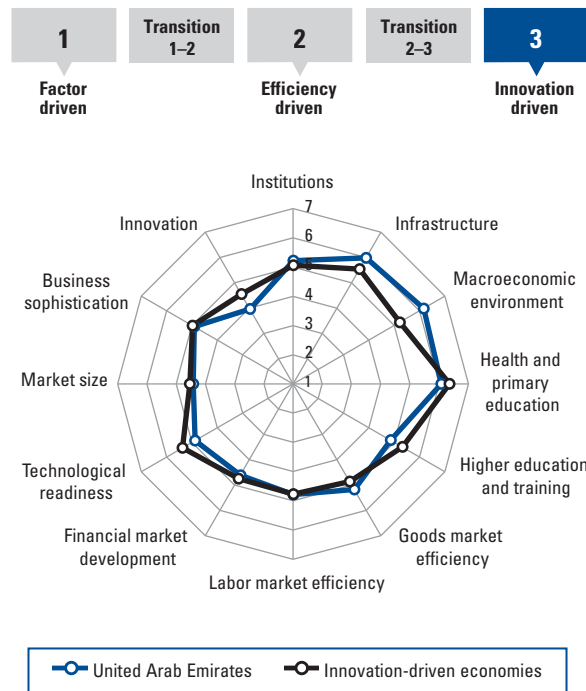 1
Transition
1–2
2
Transition
2–3
3
Factor
driven
Efficiency
driven
Innovation
driven
Institutions
7
Innovation
6
Infrastructure
5
Business
sophistication
Macroeconomic
environment
4
3
2
Market size
1
Health and
primary
education
Technological
readiness
Higher education
and training
Financial market
development
Goods market
efficiency
Labor market efficiency
United Arab Emirates
Innovation-driven economies